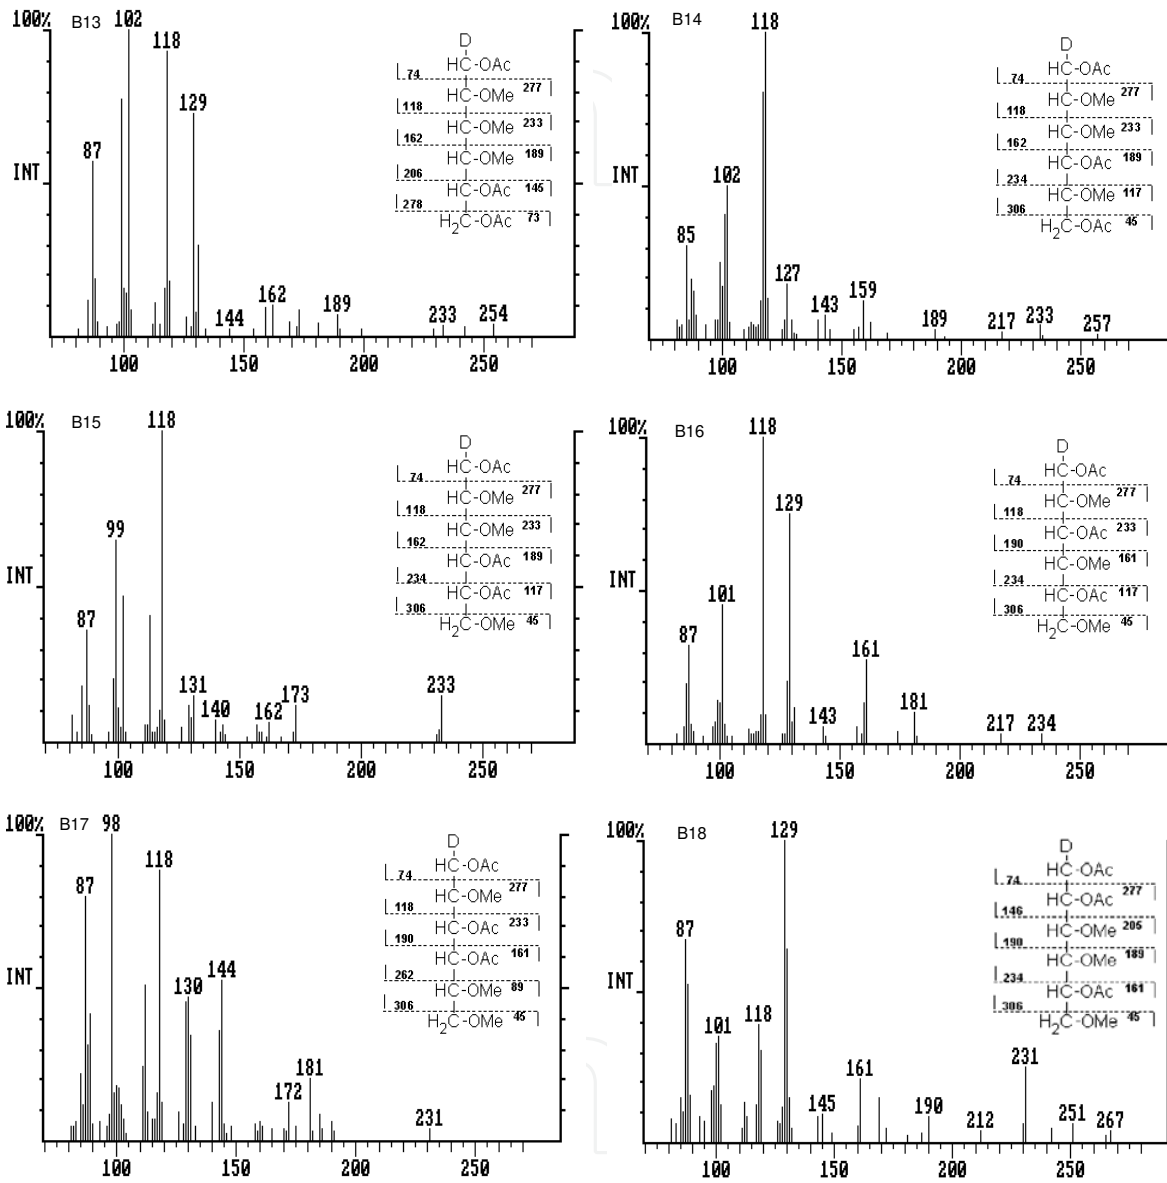 100% B13 102
118
129
87
INT
144 162 189 233 254
100 150 200 250
D
HC-OAc
74
HC-OMe 277
118
HC-OMe 233
162
HC-OMe 189
206
HC-OAc 145
278
H2C-OAc 73
100% B14 118
102
85
INT
127 143 159 189 217 233 257
100 150 200 250
D
HC-OAc
74
HC-OMe 277
118
HC-OMe 233
162
HC-OAc 189
234
HC-OMe 117
306
H2C-OAc 45
100% B15 118
99
87
INT
131 140 162 173 233
100 150 200 250
D
HC-OAc
74
HC-OMe 277
118
HC-OMe 233
162
HC-OAc 189
234
HC-OAc 117
306
H2C-OMe 45
100% B16 118
129
101
87
INT
161
143 181 217 234
100 150 200 250
D
HC-OAc
74
HC-OMe 277
118
HC-OAc 233
190
HC-OMe 161
234
HC-OAc 117
306
H2C-OMe 45
100% B17 98
118
87
INT
130 144
172 181 231
100 150 200 250
D
HC-OAc
74
HC-OMe 277
118
HC-OAc 233
190
HC-OAc 161
262
HC-OMe 89
306
H2C-OMe 45
100% B18 129
87
INT
101 118
145 161 190 212 231 251 267
100 150 200 250
D
HC-OAc
74
HC-OAc 277
146
HC-OMe 205
190
HC-OMe 189
234
HC-OAc 161
306
H2C-OMe 45